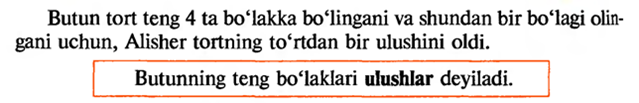 Butun tort teng 4 ta bo‘lakka bo‘lingani va shundan bir bo‘lagi olin-
gani uchun, Alisher tortning to‘rtdan bir ulushini oldi.
Butunning teng bo‘laklari ulushlar deyiladi.